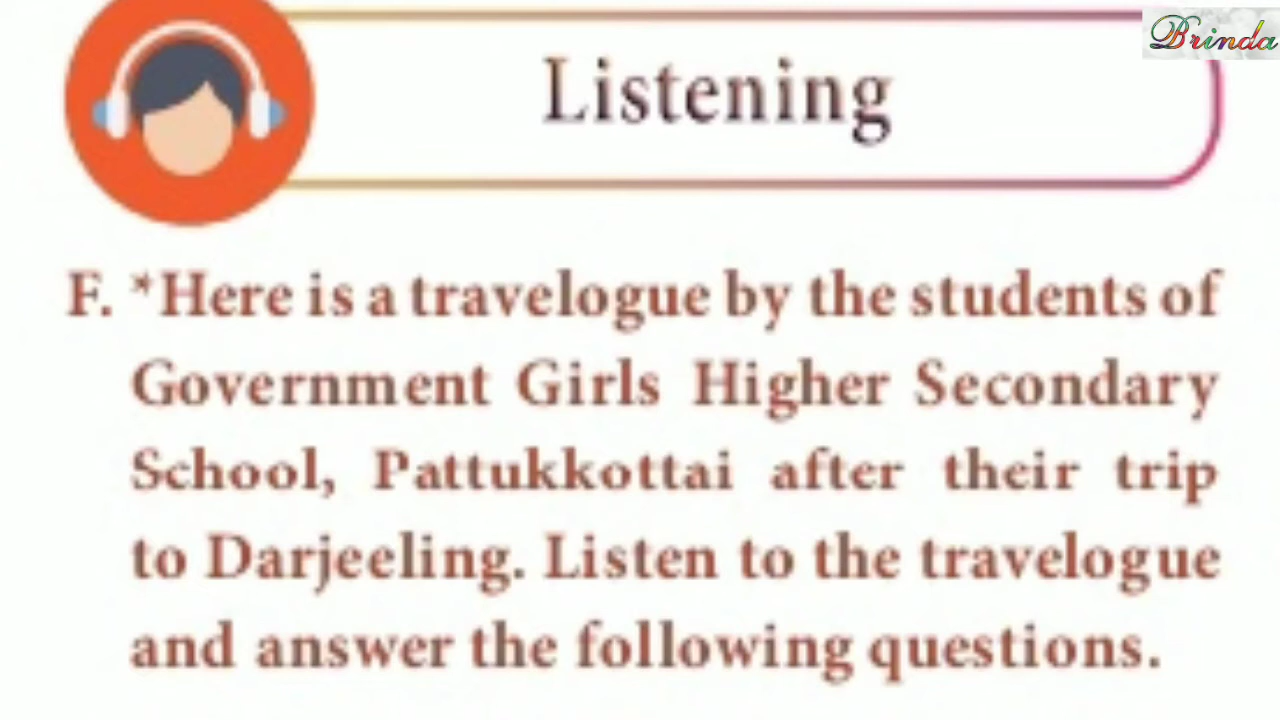 Brinda
Listening
F. *Here is a travelogue by the students of
Government Girls Higher Secondary
School, Pattukkottai after their trip
to Darjeeling. Listen to the travelogue
and answer the following questions.